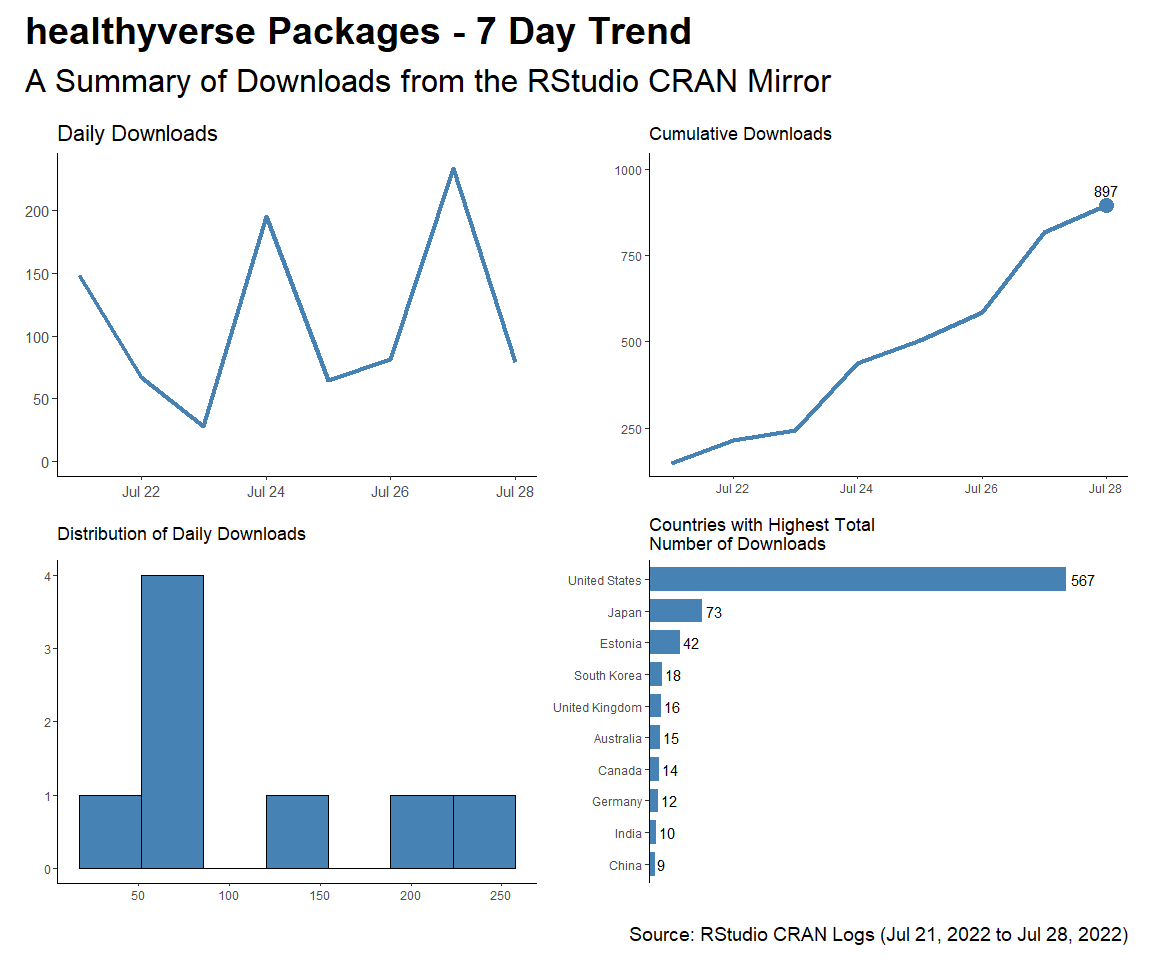 healthyverse Packages - 7 Day Trend
A Summary of Downloads from the RStudio CRAN Mirror
Daily Downloads
200
150
100
50
0
Jul 22 Jul 24 Jul 26 Jul 28
Cumulative Downloads
1000
897
750
500
250
Jul 22 Jul 24 Jul 26 Jul 28
Distribution of Daily Downloads
4
3
2
1
0
50 100 150 200 250
Countries with Highest Total
Number of Downloads
United States 567
Japan 73
Estonia 42
South Korea 18
United Kingdom 16
Australia 15
Canada 14
Germany 12
India 10
China 9
Source: RStudio CRAN Logs (Jul 21, 2022 to Jul 28, 2022)